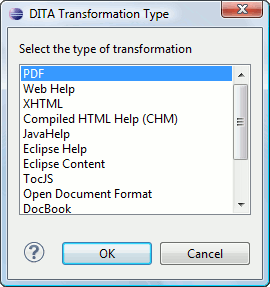 DITA Transformation Type
Select the type of transformation
PDF
Web Help
XHTML
Compiled HTML Help (CHM)
JavaHelp
Eclipse Help
Eclipse Content
TocJS
Open Document Format
DocBook
OK
Cancel